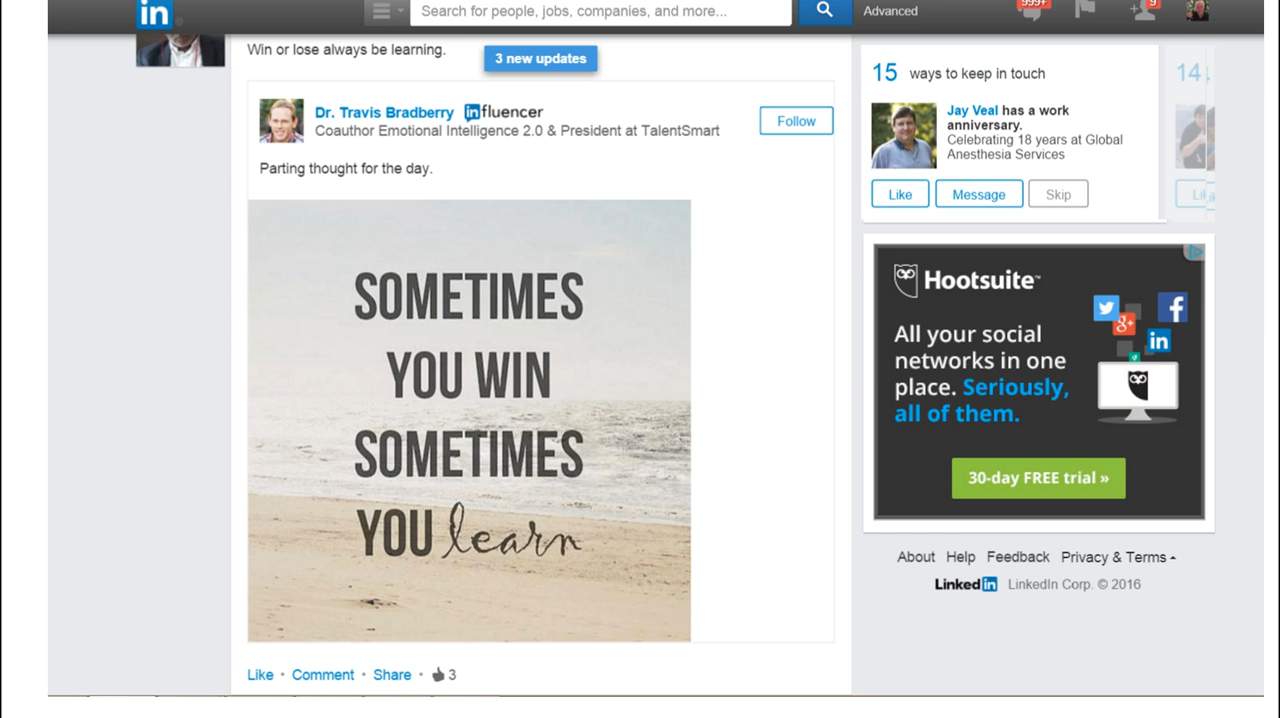 in
Search for people, jobs, companies, and more...
Advanced
999+
9
Win or lose always be learning.
3 new updates
Dr. Travis Bradberry influencer
Coauthor Emotional Intelligence 2.0 & President at TalentSmart
Follow
Parting thought for the day.
SOMETIMES
YOU WIN
SOMETIMES
YOU learn
Like • Comment • Share • 3
15 ways to keep in touch
14
Jay Veal has a work
anniversary.
Celebrating 18 years at Global
Anesthesia Services
Like Message Skip
Hootsuite™
All your social
networks in one
place. Seriously,
all of them.
g+
f
in
30-day FREE trial »
About Help Feedback Privacy & Terms
Linked in LinkedIn Corp. © 2016